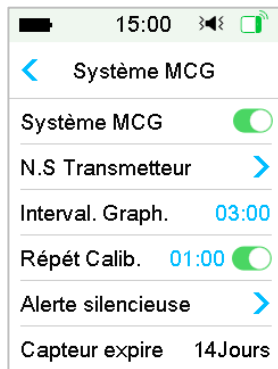 15:00
Système MCG
Système MCG
N.S Transmetteur
Interval. Graph. 03:00
Répét Calib. 01:00
Alerte silencieuse
Capteur expire 14Jours